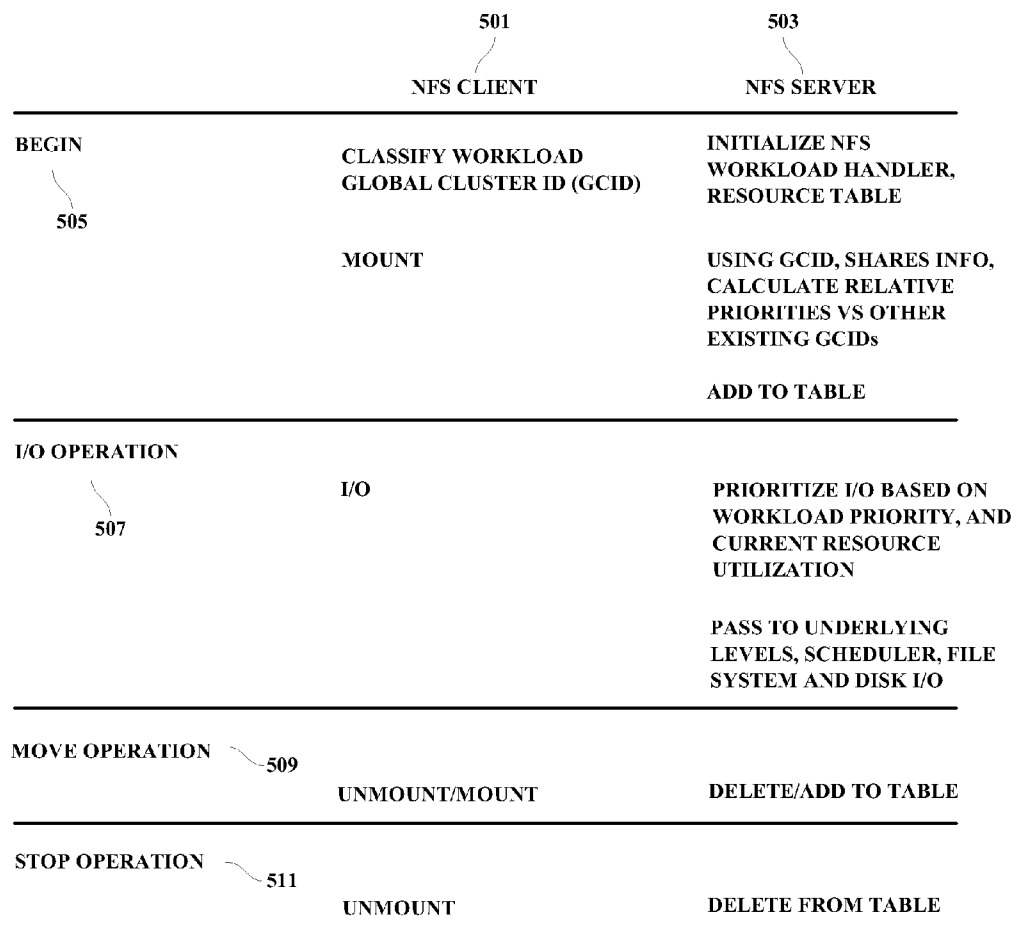 501
503
NFS CLIENT
NFS SERVER
BEGIN
505
CLASSIFY WORKLOAD
GLOBAL CLUSTER ID (GCID)
INITIALIZE NFS
WORKLOAD HANDLER,
RESOURCE TABLE
MOUNT
USING GCID, SHARES INFO,
CALCULATE RELATIVE
PRIORITIES VS OTHER
EXISTING GCIDs
ADD TO TABLE
I/O OPERATION
507
I/O
PRIORITIZE I/O BASED ON
WORKLOAD PRIORITY, AND
CURRENT RESOURCE
UTILIZATION
PASS TO UNDERLYING
LEVELS, SCHEDULER, FILE
SYSTEM AND DISK I/O
MOVE OPERATION
509
UNMOUNT/MOUNT
DELETE/ADD TO TABLE
STOP OPERATION
511
UNMOUNT
DELETE FROM TABLE